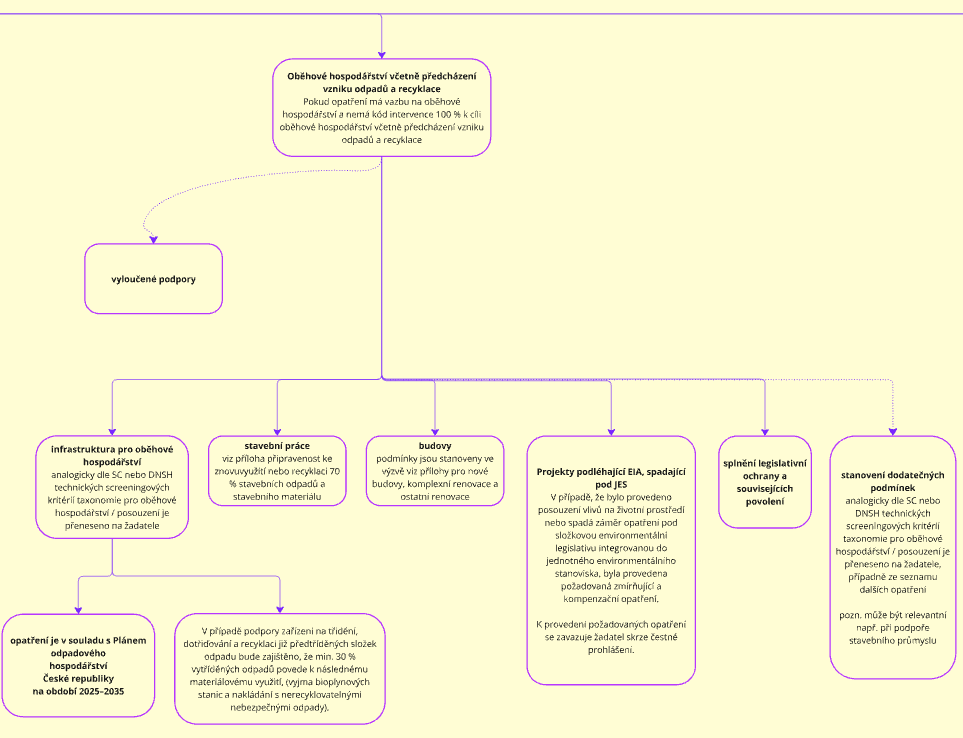 Oběhové hospodářství včetně předcházení
vzniku odpadů a recyklace
Pokud opatření má vazbu na oběhové
hospodářství a nemá kód intervence 100 % k cíli
oběhové hospodářství včetně předcházení vzniku
odpadů a recyklace
vyloučené podpory
infrastruktura pro oběhové
hospodářství
analogicky dle SC nebo DNSH
technických screeningových
kritérií taxonomie pro oběhové
hospodářství / posouzení je
přeneseno na žadatele
stavební práce
viz příloha připravenost ke
znovuvyužití nebo recyklaci 70
% stavebních odpadů a
stavebního materiálu
budovy
podmínky jsou stanoveny ve
výzvě viz přílohy pro nové
budovy, komplexní renovace a
ostatní renovace
Projekty podléhající EIA, spadající
pod JES
V případě, že bylo provedeno
posouzení vlivů na životní prostředí
nebo spadá záměr opatření pod
složkovou environmentální
legislativu integrovanou do
jednotného environmentálního
stanoviska, byla provedena
požadovaná zmírňující a
kompenzační opatření.
K provedení požadovaných opatření
se zavazuje žadatel skrze čestné
prohlášení.
splnění legislativní
ochrany a
souvisejících
povolení
stanovení dodatečných
podmínek
analogicky dle SC nebo
DNSH technických
screeningových kritérií
taxonomie pro oběhové
hospodářství / posouzení je
přeneseno na žadatele,
případně ze seznamu
dalších opatření
pozn. může být relevantní
např. při podpoře
stavebního průmyslu
opatření je v souladu s Plánem
odpadového
hospodářství
České republiky
na období 2025–2035
V případě podpory zařízení na třídění,
dotřiďování a recyklaci již předtříděných složek
odpadu bude zajištěno, že min. 30 %
vytříděných odpadů povede k následnému
materiálovému využití, (vyjma bioplynových
stanic a nakládání s nerecyklovatelnými
nebezpečnými odpady).